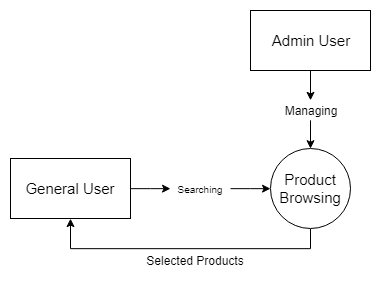 Admin User
Managing
General User
Searching
Product
Browsing
Selected Products